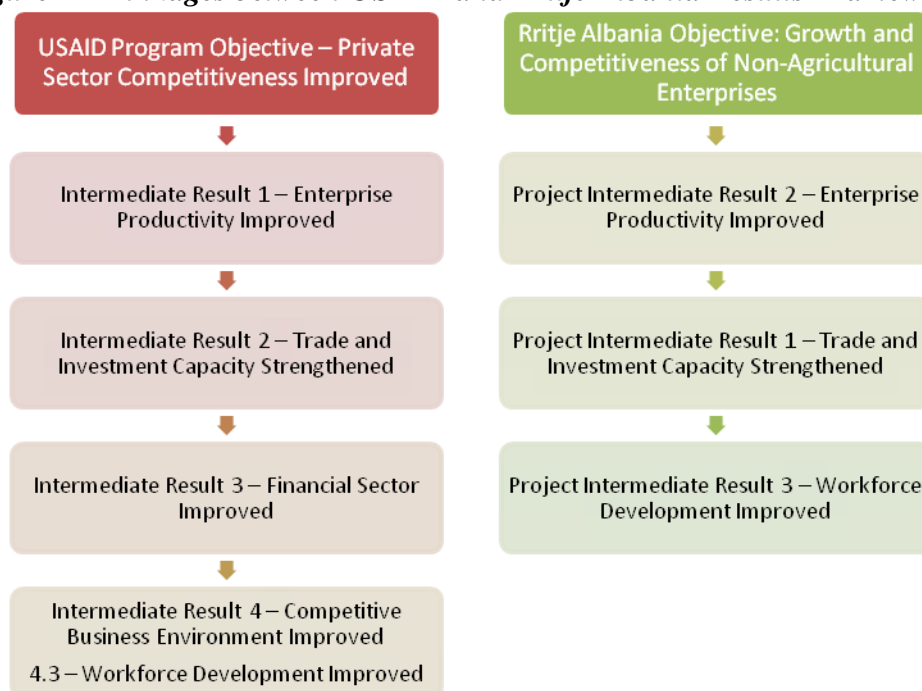 between
USAID Program Objective – Private
Sector Competitiveness Improved
Intermediate Result 1 – Enterprise
Productivity Improved
Intermediate Result 2 – Trade and
Investment Capacity Strengthened
Intermediate Result 3 – Financial Sector
Improved
Intermediate Result 4 – Competitive
Business Environment Improved
4.3 – Workforce Development Improved
Rritje Albania Objective: Growth and
Competitiveness of Non-Agricultural
Enterprises
Project Intermediate Result 2 – Enterprise
Productivity Improved
Project Intermediate Result 1 – Trade and
Investment Capacity Strengthened
Project Intermediate Result 3 – Workforce
Development Improved